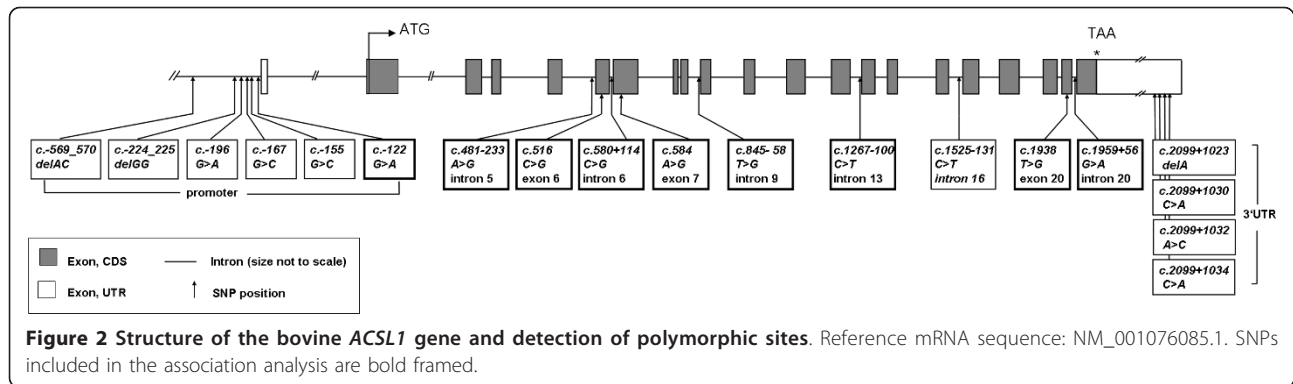 ATG
TAA
*
c.-569_570 delAC
c.-224_225 delGG
c.-196 G>A
c.-167 G>C
c.-155 G>C
c.-122 G>A
promoter
c.481-233 A>G intron 5
c.516 C>G exon 6
c.580+114 C>G intron 6
c.584 A>G exon 7
c.845- 58 T>G intron 9
c.1267-100 C>T intron 13
c.1525-131 C>T intron 16
c.1938 T>G exon 20
c.1959+56 G>A intron 20
c.2099+1023 delA
c.2099+1030 C>A
c.2099+1032 A>C
c.2099+1034 C>A
3'UTR
Exon, CDS
Intron (size not to scale)
Exon, UTR
SNP position
Figure 2 Structure of the bovine ACSL1 gene and detection of polymorphic sites. Reference mRNA sequence: NM_001076085.1. SNPs
included in the association analysis are bold framed.